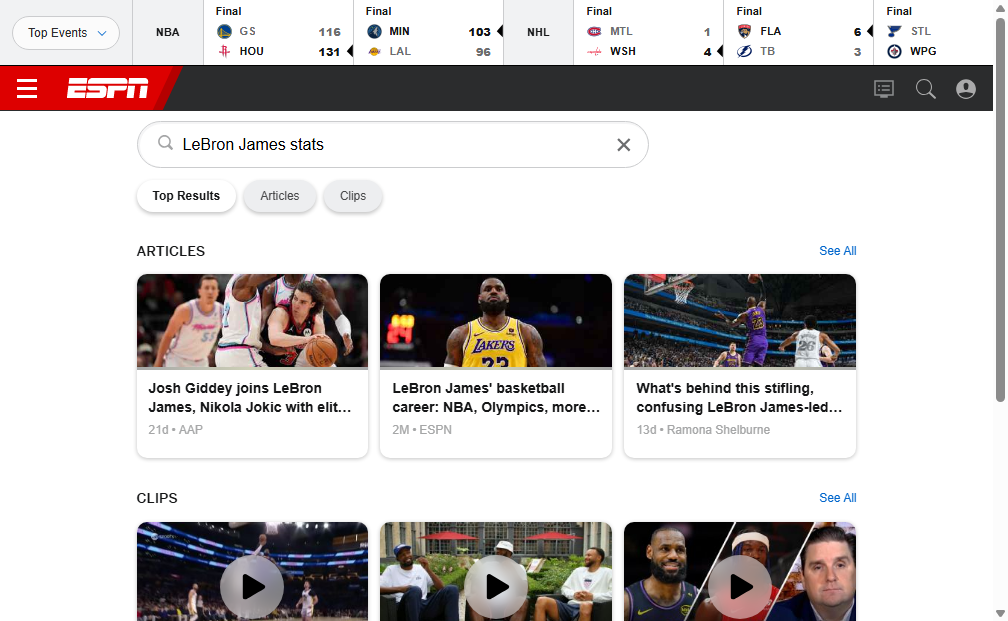 Top Events
NBA
Final
GS 116
HOU 131
Final
MIN 103
LAL 96
NHL
Final
MTL 1
WSH 4
Final
FLA 6
TB 3
Final
STL
WPG
ESPN
LeBron James stats
Top Results
Articles
Clips
ARTICLES
See All
Josh Giddey joins LeBron
James, Nikola Jokic with elit...
21d • AAP
LeBron James' basketball
career: NBA, Olympics, more...
2M • ESPN
What's behind this stifling,
confusing LeBron James-led...
13d • Ramona Shelburne
LAKERS
23
CLIPS
See All